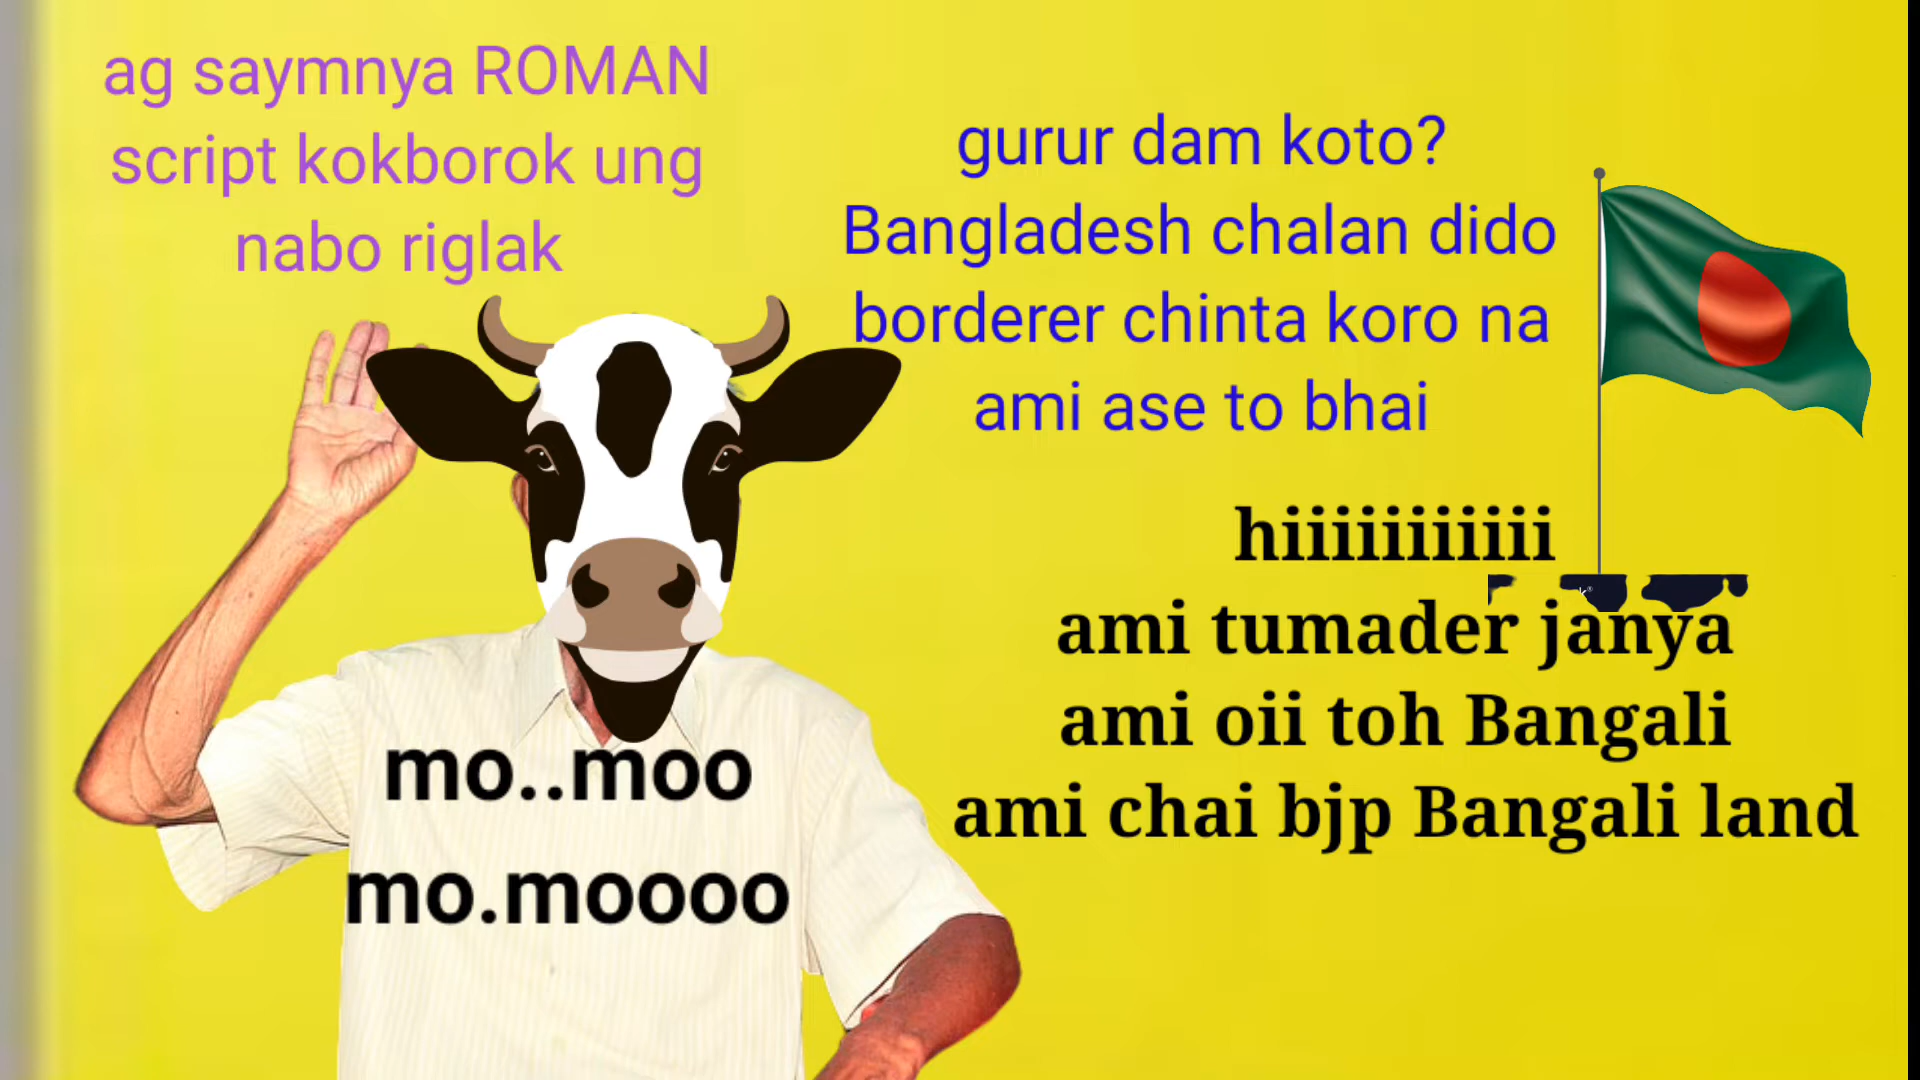 ag saymnya ROMAN
script kokborok ung
nabo riglak
gurur dam koto?
Bangladesh chalan dido
borderer chinta koro na
ami ase to bhai
hiiiiiiiiiii
ami tumader janya
ami oii toh Bangali
ami chai bjp Bangali land
mo..moo
mo.moooo